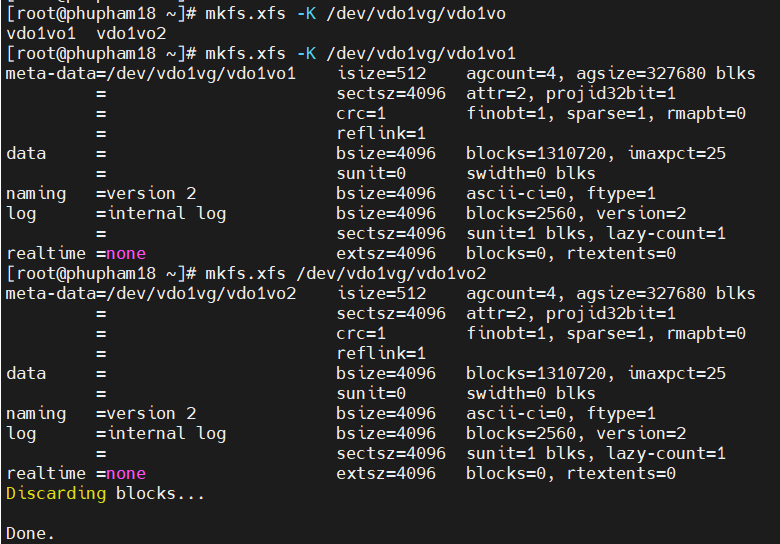 [root@phupham18 ~]# mkfs.xfs -K /dev/vdo1vg/vdo1vo
vdo1vo1  vdo1vo2
[root@phupham18 ~]# mkfs.xfs -K /dev/vdo1vg/vdo1vo1
meta-data=/dev/vdo1vg/vdo1vo1    isize=512    agcount=4, agsize=327680 blks
         =                       sectsz=4096  attr=2, projid32bit=1
         =                       crc=1        finobt=1, sparse=1, rmapbt=0
         =                       reflink=1
data     =                       bsize=4096   blocks=1310720, imaxpct=25
         =                       sunit=0      swidth=0 blks
naming   =version 2              bsize=4096   ascii-ci=0, ftype=1
log      =internal log           bsize=4096   blocks=2560, version=2
         =                       sectsz=4096  sunit=1 blks, lazy-count=1
realtime =none                   extsz=4096   blocks=0, rtextents=0
[root@phupham18 ~]# mkfs.xfs /dev/vdo1vg/vdo1vo2
meta-data=/dev/vdo1vg/vdo1vo2    isize=512    agcount=4, agsize=327680 blks
         =                       sectsz=4096  attr=2, projid32bit=1
         =                       crc=1        finobt=1, sparse=1, rmapbt=0
         =                       reflink=1
data     =                       bsize=4096   blocks=1310720, imaxpct=25
         =                       sunit=0      swidth=0 blks
naming   =version 2              bsize=4096   ascii-ci=0, ftype=1
log      =internal log           bsize=4096   blocks=2560, version=2
         =                       sectsz=4096  sunit=1 blks, lazy-count=1
realtime =none                   extsz=4096   blocks=0, rtextents=0
Discarding blocks...
Done.